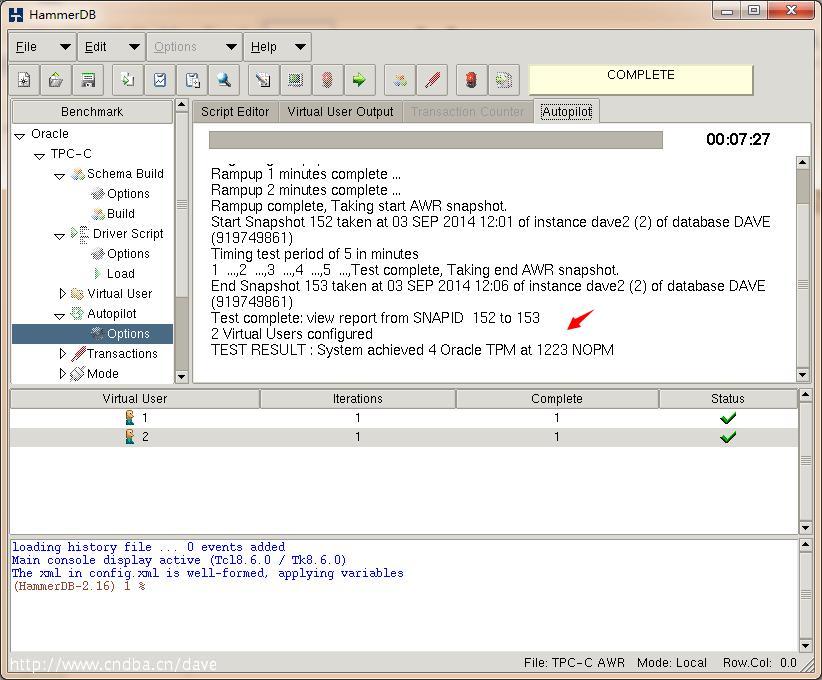 HammerDB
File Edit Options Help
COMPLETE
Benchmark
Script Editor Virtual User Output Transaction Counter Autopilot
Oracle
TPC-C
Schema Build
Options
Build
Driver Script
Options
Load
Virtual User
Autopilot
Options
Transactions
Mode
00:07:27
Rampup 1 minutes complete ...
Rampup 2 minutes complete ...
Rampup complete, Taking start AWR snapshot.
Start Snapshot 152 taken at 03 SEP 2014 12:01 of instance dave2 (2) of database DAVE
(919749861)
Timing test period of 5 in minutes
1 ...,2 ...,3 ...,4 ...,5 ...,Test complete, Taking end AWR snapshot.
End Snapshot 153 taken at 03 SEP 2014 12:06 of instance dave2 (2) of database DAVE
(919749861)
Test complete: view report from SNAPID 152 to 153
2 Virtual Users configured
TEST RESULT : System achieved 4 Oracle TPM at 1223 NOPM
Virtual User Iterations Complete Status
1 1 1
2 1 1
loading history file ... 0 events added
Main console display active (Tcl8.6.0 / Tk8.6.0)
The xml in config.xml is well-formed, applying variables
(HammerDB-2.16) 1 %
http://www.cndba.cn/dave
File: TPC-C AWR Mode: Local Row.Col: 0.0